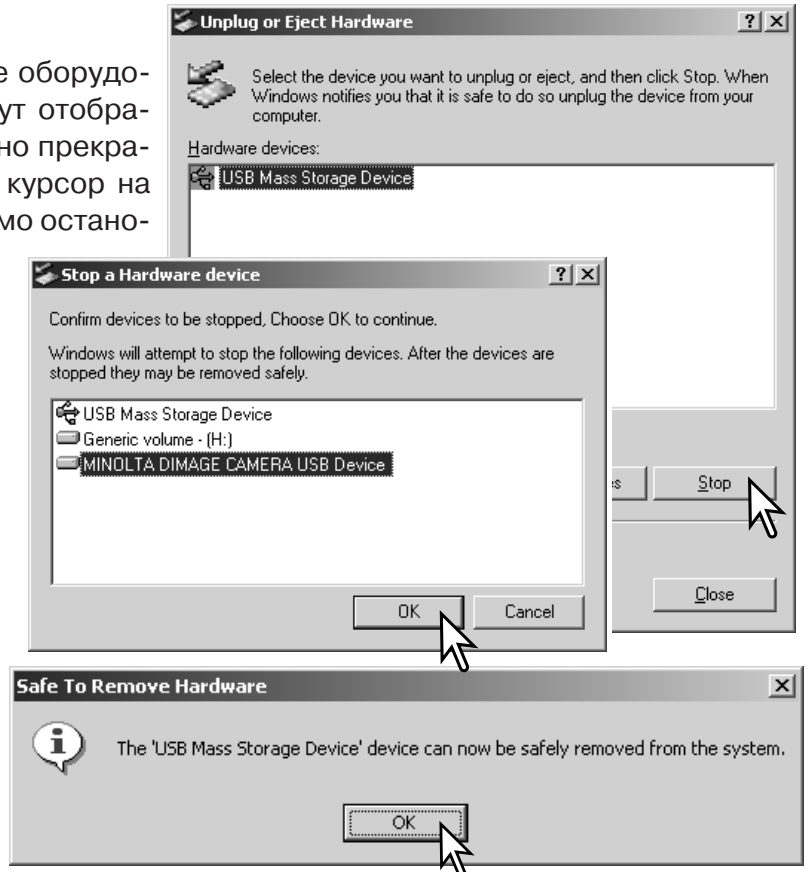 Unplug or Eject Hardware
е оборудо-
ут отобра-
но прекра-
курсор на
мо остано-
Select the device you want to unplug or eject, and then click Stop. When
Windows notifies you that it is safe to do so unplug the device from your
computer.
Hardware devices:
USB Mass Storage Device
Stop
Close
Stop a Hardware device
Confirm devices to be stopped, Choose OK to continue.
Windows will attempt to stop the following devices. After the devices are
stopped they may be removed safely.
USB Mass Storage Device
Generic volume - (H:)
MINOLTA DIMAGE CAMERA USB Device
OK Cancel
Safe To Remove Hardware
The 'USB Mass Storage Device' device can now be safely removed from the system.
OK